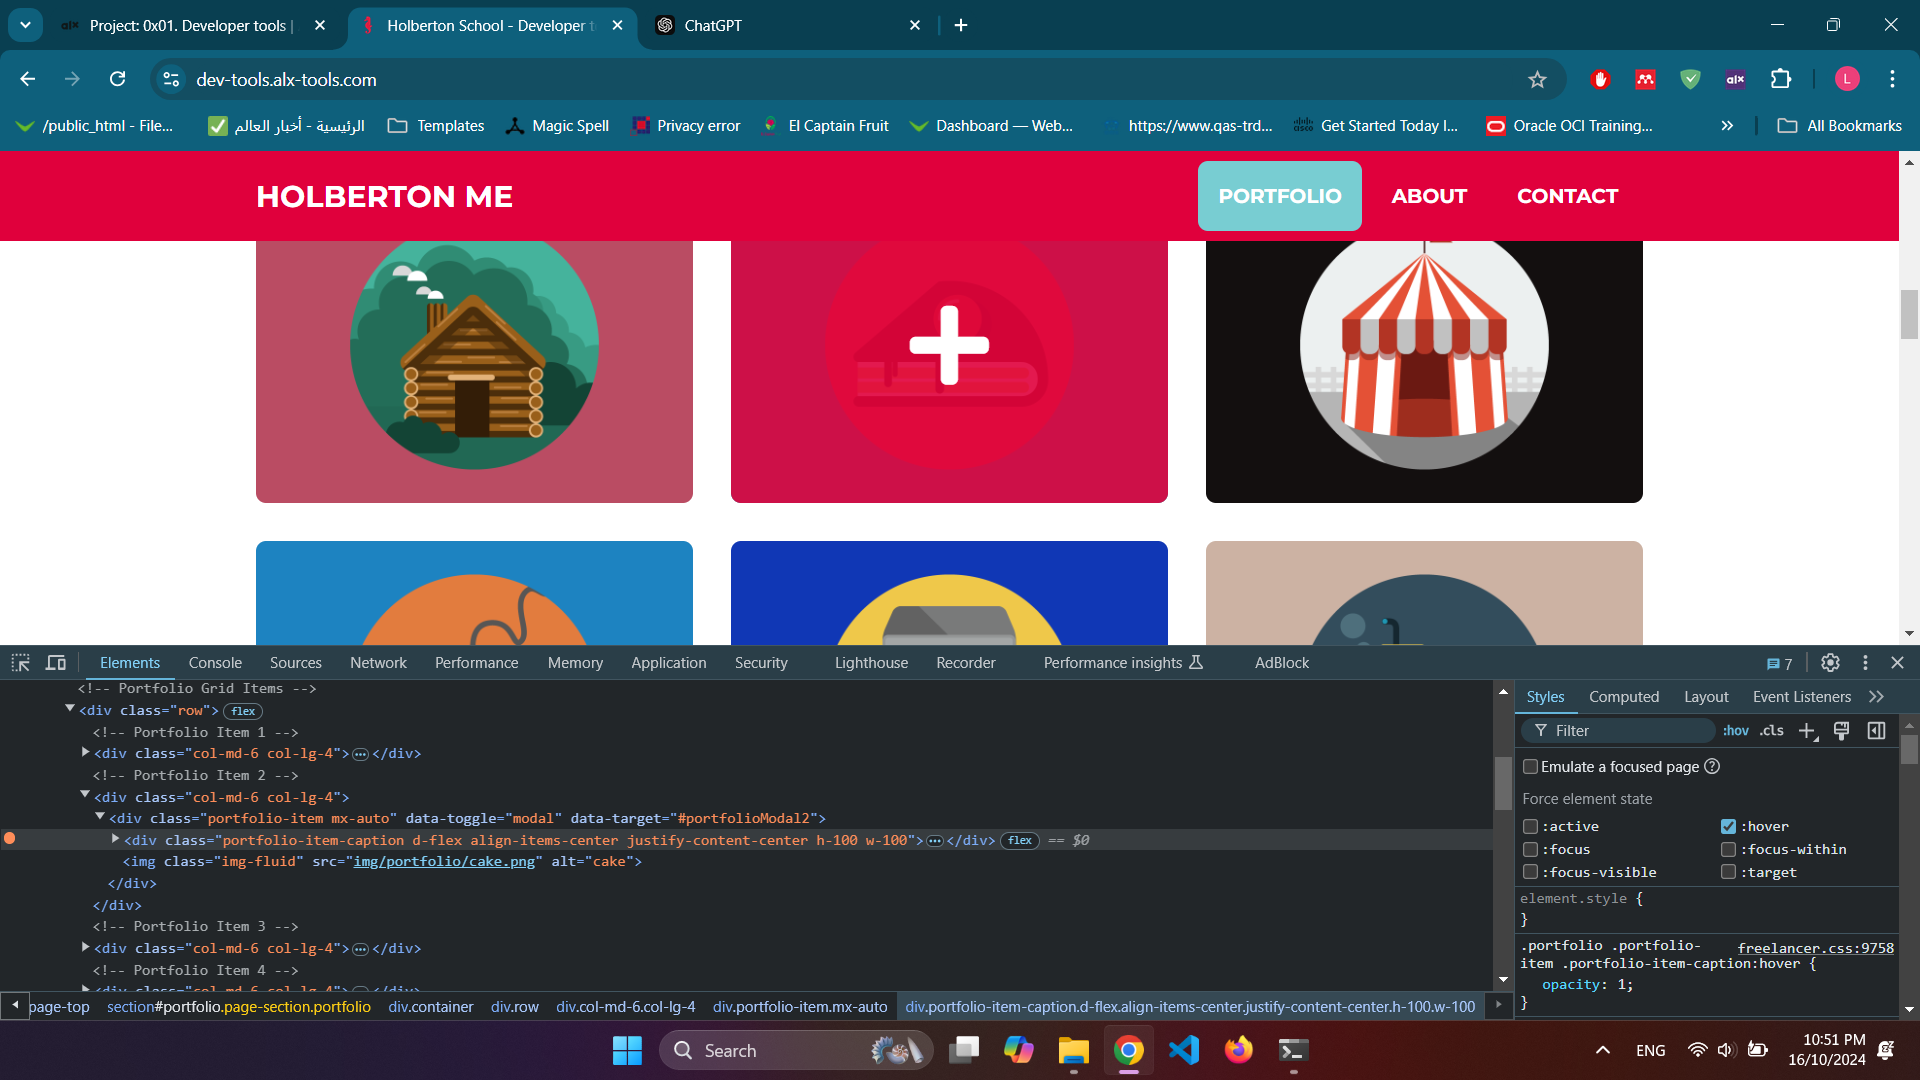 Project: 0x01. Developer tools |
Holberton School - Developer t
ChatGPT
dev-tools.alx-tools.com
alx
L
/public_html - File...
الرئيسية - أخبار العالم
Templates
Magic Spell
Privacy error
El Captain Fruit
Dashboard — Web...
https://www.qas-trd...
Get Started Today I...
Oracle OCI Training...
All Bookmarks
HOLBERTON ME
PORTFOLIO
ABOUT
CONTACT
Elements
Console
Sources
Network
Performance
Memory
Application
Security
Lighthouse
Recorder
Performance insights
AdBlock
7
<!-- Portfolio Grid Items -->
<div class="row"> flex
<!-- Portfolio Item 1 -->
<div class="col-md-6 col-lg-4"> ... </div>
<!-- Portfolio Item 2 -->
<div class="col-md-6 col-lg-4">
<div class="portfolio-item mx-auto" data-toggle="modal" data-target="#portfolioModal2">
<div class="portfolio-item-caption d-flex align-items-center justify-content-center h-100 w-100"> ... </div> flex == $0
<img class="img-fluid" src="img/portfolio/cake.png" alt="cake">
</div>
</div>
<!-- Portfolio Item 3 -->
<div class="col-md-6 col-lg-4"> ... </div>
<!-- Portfolio Item 4 -->
<div class="col-md-6 col-lg-4"> ... </div>
page-top section#portfolio.page-section.portfolio div.container div.row div.col-md-6.col-lg-4 div.portfolio-item.mx-auto div.portfolio-item-caption.d-flex.align-items-center.justify-content-center.h-100.w-100
Styles
Computed
Layout
Event Listeners
Filter
:hov
.cls
Emulate a focused page
Force element state
:active
:hover
:focus
:focus-within
:focus-visible
:target
element.style {
}
.portfolio .portfolio- freelancer.css:9758
item .portfolio-item-caption:hover {
opacity: 1;
}
Search
ENG
10:51 PM
16/10/2024